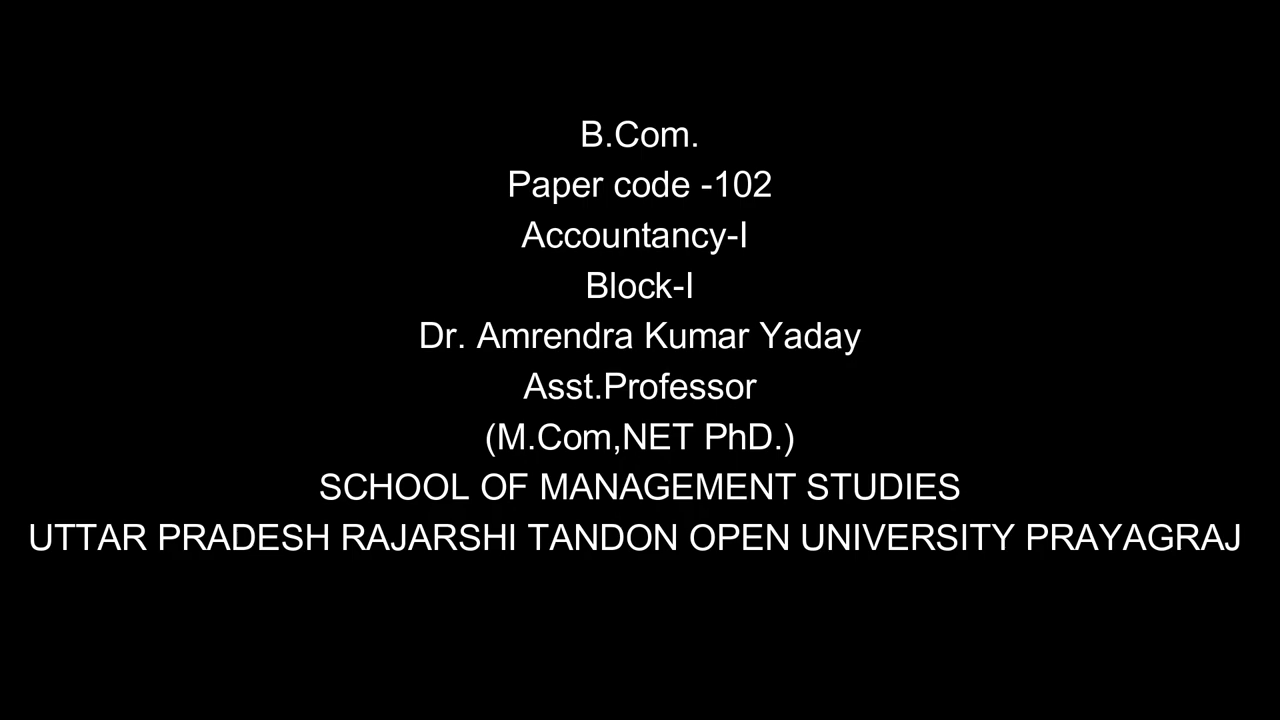 B.Com.
Paper code -102
Accountancy-I
Block-I
Dr. Amrendra Kumar Yaday
Asst.Professor
(M.Com,NET PhD.)
SCHOOL OF MANAGEMENT STUDIES
UTTAR PRADESH RAJARSHI TANDON OPEN UNIVERSITY PRAYAGRAJ